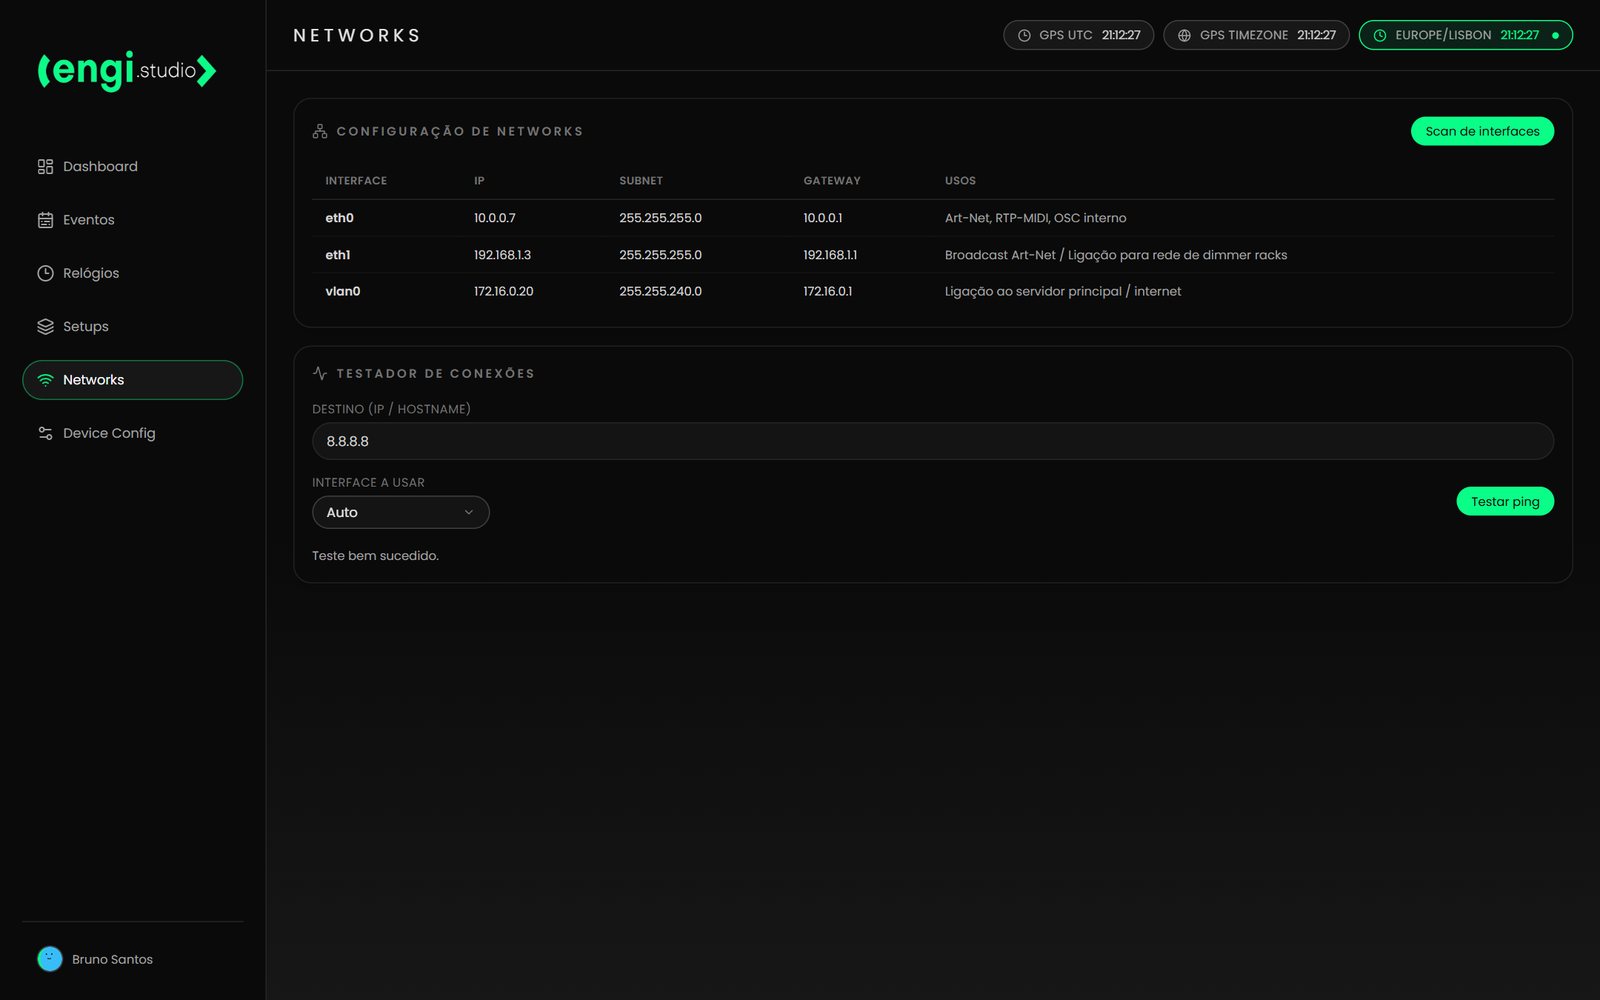 (engi.studio>
Dashboard
Eventos
Relógios
Setups
Networks
Device Config
Bruno Santos
NETWORKS
GPS UTC 21:12:27
GPS TIMEZONE 21:12:27
EUROPE/LISBON 21:12:27
CONFIGURAÇÃO DE NETWORKS
Scan de interfaces
INTERFACE IP SUBNET GATEWAY USOS
eth0 10.0.0.7 255.255.255.0 10.0.0.1 Art-Net, RTP-MIDI, OSC interno
eth1 192.168.1.3 255.255.255.0 192.168.1.1 Broadcast Art-Net / Ligação para rede de dimmer racks
vlan0 172.16.0.20 255.255.240.0 172.16.0.1 Ligação ao servidor principal / internet
TESTADOR DE CONEXÕES
DESTINO (IP / HOSTNAME)
8.8.8.8
INTERFACE A USAR
Auto
Testar ping
Teste bem sucedido.